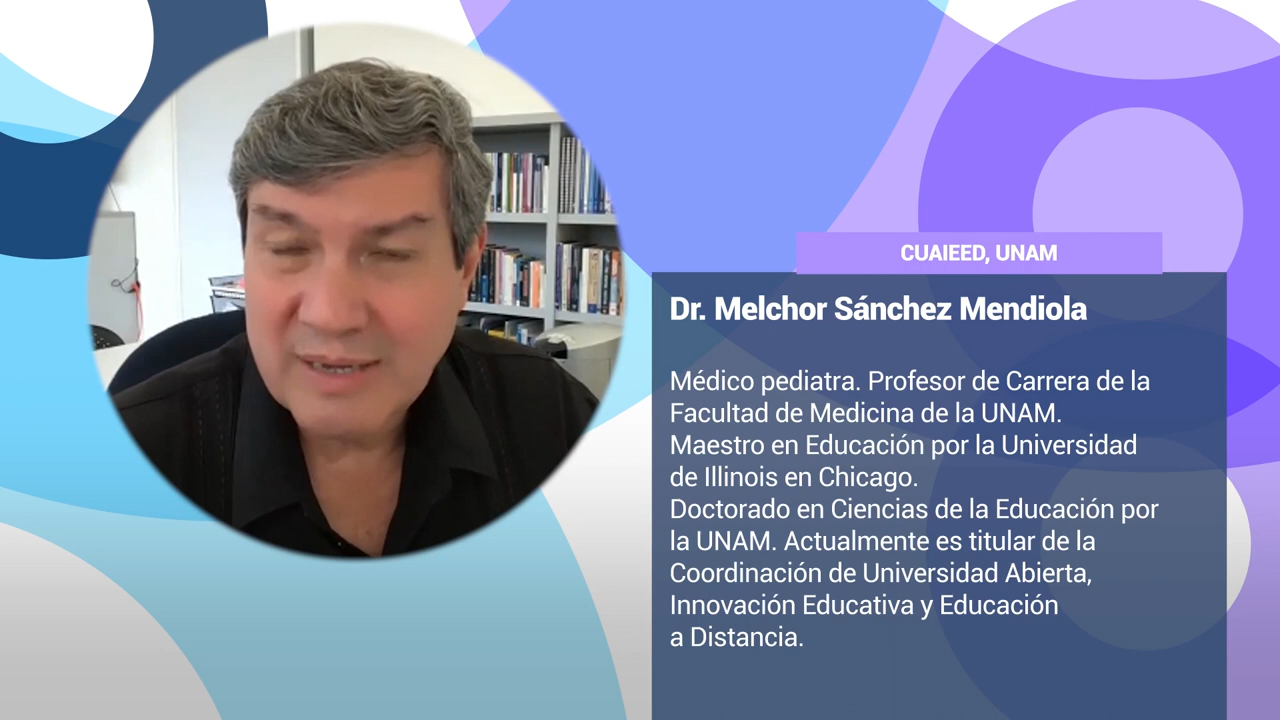 CUAIEED, UNAM
Dr. Melchor Sánchez Mendiola
Médico pediatra. Profesor de Carrera de la
Facultad de Medicina de la UNAM.
Maestro en Educación por la Universidad
de Illinois en Chicago.
Doctorado en Ciencias de la Educación por
la UNAM. Actualmente es titular de la
Coordinación de Universidad Abierta,
Innovación Educativa y Educación
a Distancia.